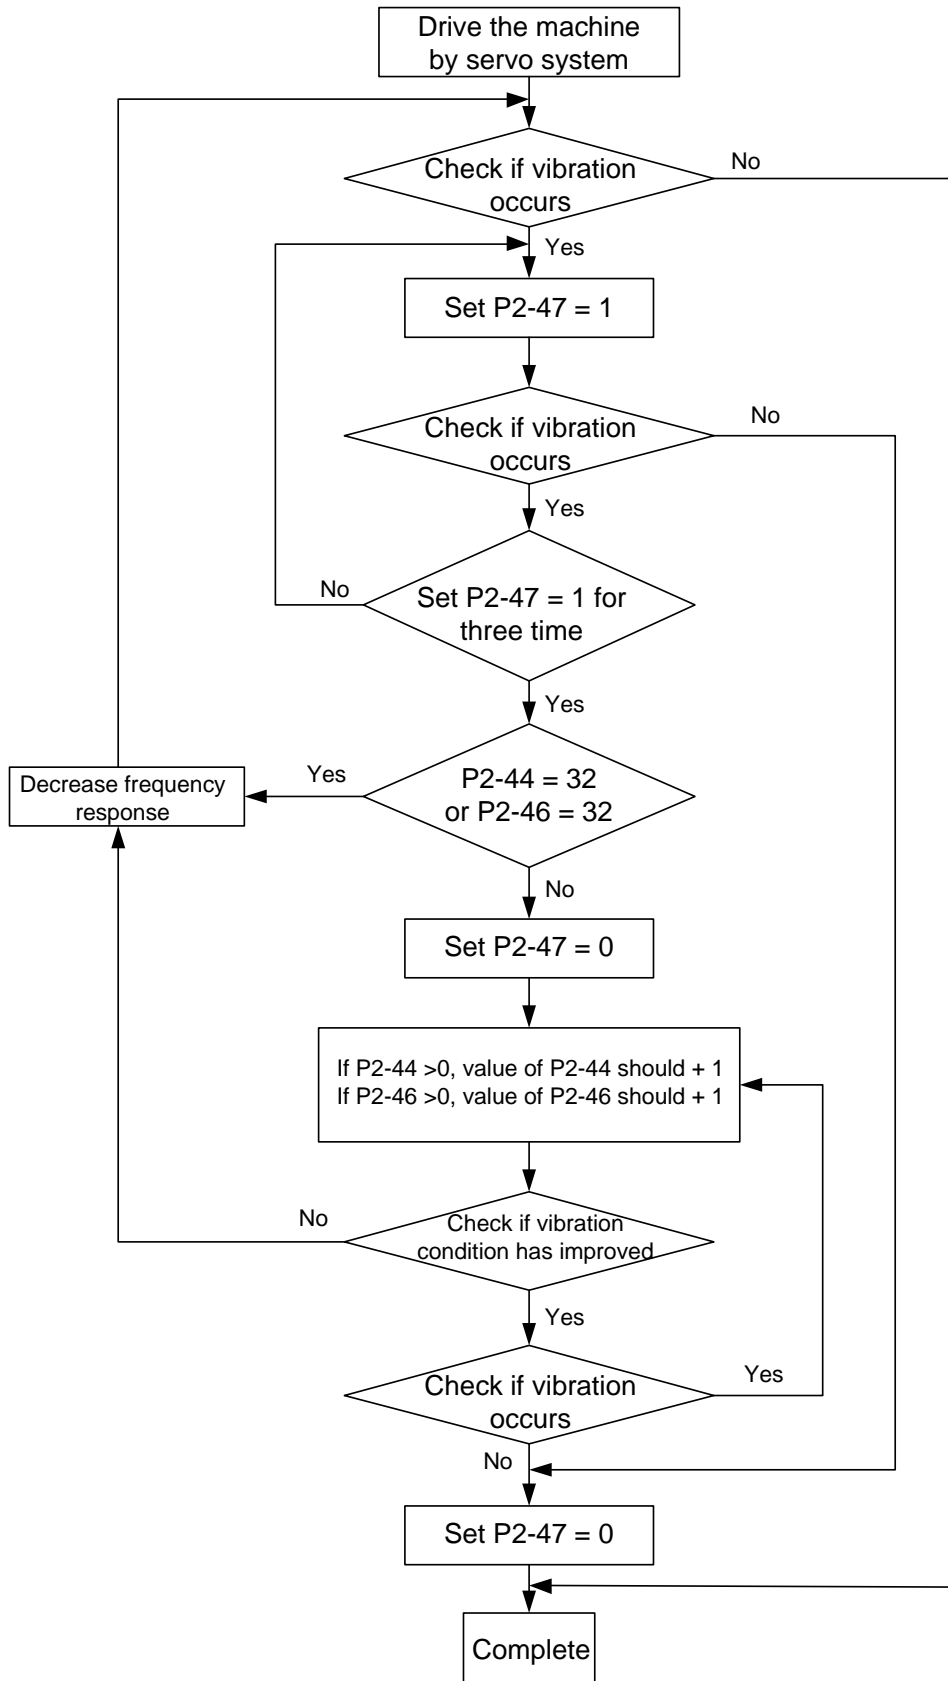 Drive the machine
by servo system
Check if vibration
occurs
No
Yes
Set P2-47 = 1
Check if vibration
occurs
No
Yes
Set P2-47 = 1 for
three time
No
Yes
P2-44 = 32
or P2-46 = 32
Yes
Decrease frequency
response
No
Set P2-47 = 0
If P2-44 >0, value of P2-44 should + 1
If P2-46 >0, value of P2-46 should + 1
Check if vibration
condition has improved
No
Yes
Check if vibration
occurs
Yes
No
Set P2-47 = 0
Complete